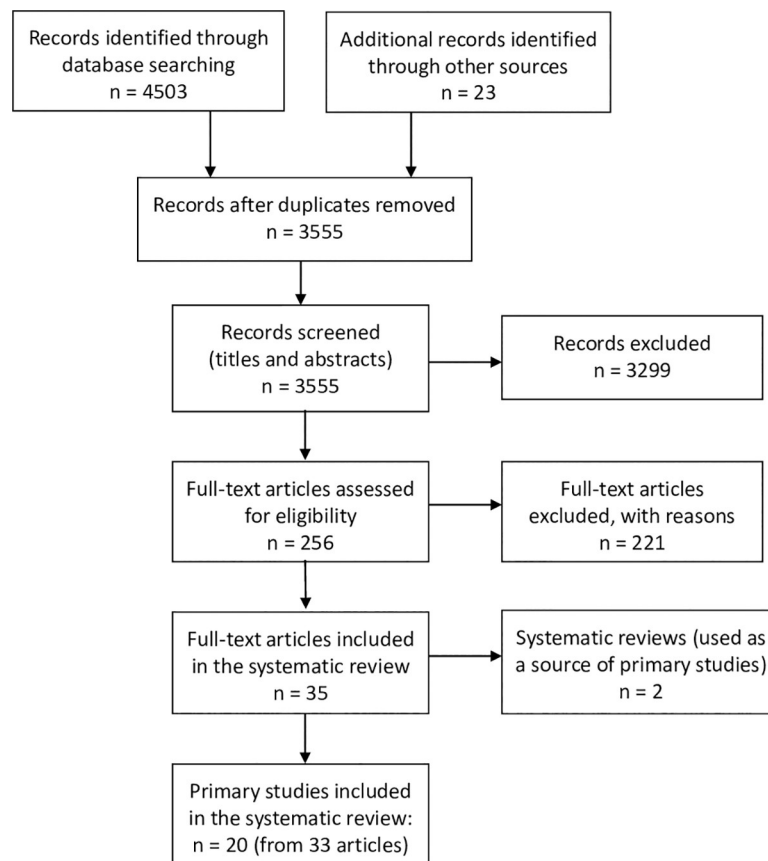 Records identified through
database searching
n = 4503
Additional records identified
through other sources
n = 23
Records after duplicates removed
n = 3555
Records screened
(titles and abstracts)
n = 3555
Records excluded
n = 3299
Full-text articles assessed
for eligibility
n = 256
Full-text articles
excluded, with reasons
n = 221
Full-text articles included
in the systematic review
n = 35
Systematic reviews (used as
a source of primary studies)
n = 2
Primary studies included
in the systematic review:
n = 20 (from 33 articles)